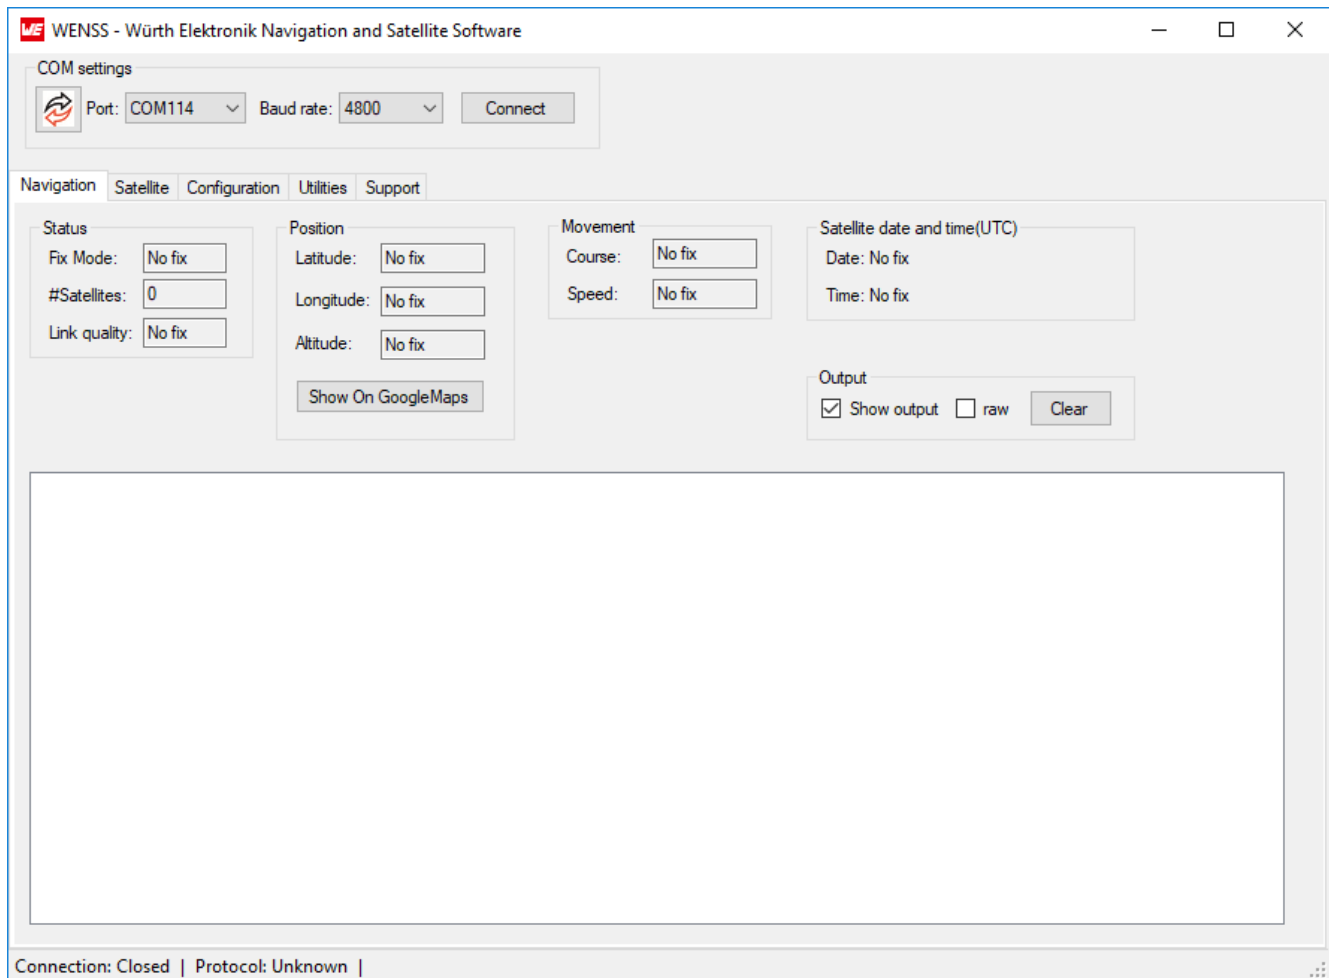 WE WENSS - Würth Elektronik Navigation and Satellite Software
COM settings
Port: COM114 Baud rate: 4800 Connect
Navigation Satellite Configuration Utilities Support
Status
Fix Mode: No fix
#Satellites: 0
Link quality: No fix
Position
Latitude: No fix
Longitude: No fix
Altitude: No fix
Show On GoogleMaps
Movement
Course: No fix
Speed: No fix
Satellite date and time(UTC)
Date: No fix
Time: No fix
Output
Show output raw Clear
Connection: Closed | Protocol: Unknown |